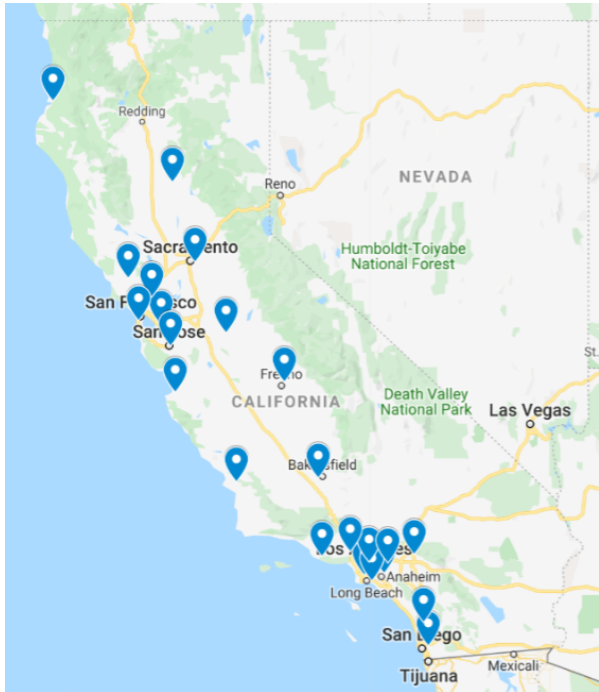 Redding
Reno
NEVADA
Sacramento
Humboldt-Toiyabe
National Forest
San Francisco
San Jose
St.
Fresno
CALIFORNIA
Death Valley
National Park
Las Vegas
Bakersfield
Los Angeles
Anaheim
Long Beach
San Diego
Tijuana
Mexicali